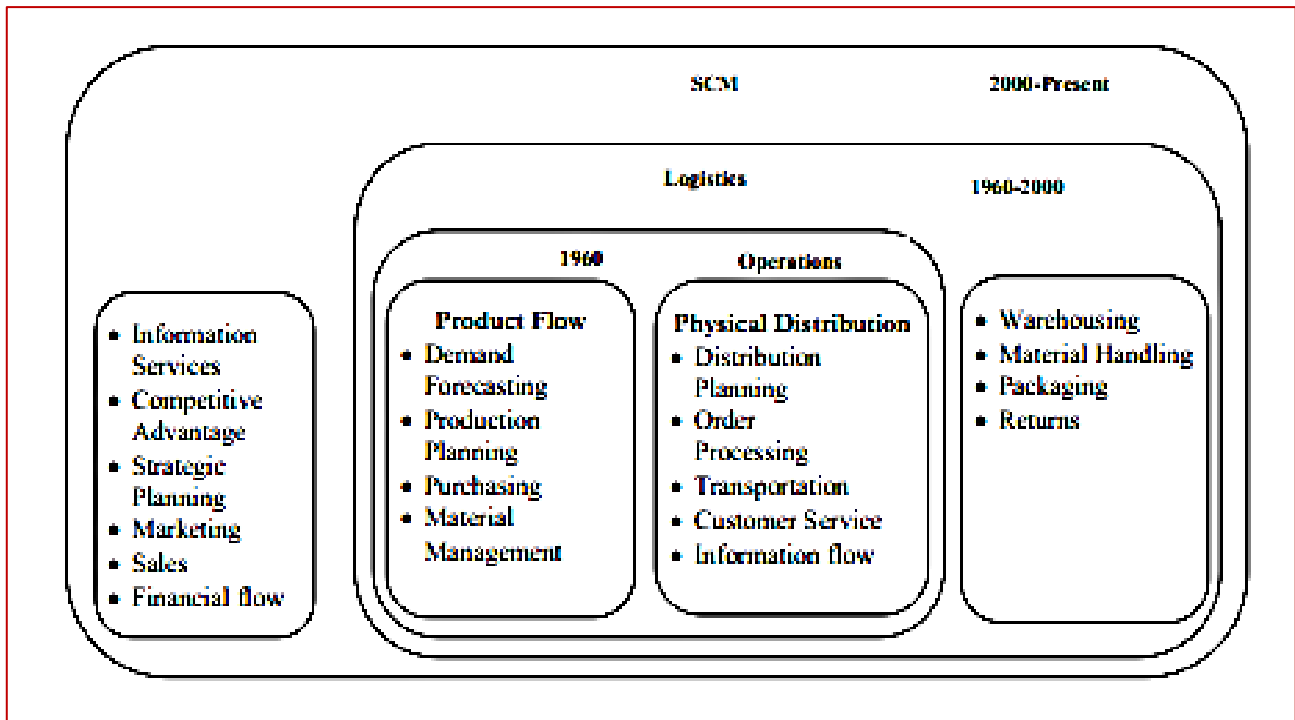 SCM 2000-Present
Logistics 1960-2000
1960 Operations
• Information
Services
• Competitive
Advantage
• Strategic
Planning
• Marketing
• Sales
• Financial flow
Product Flow
• Demand
Forecasting
• Production
Planning
• Purchasing
• Material
Management
Physical Distribution
• Distribution
Planning
• Order
Processing
• Transportation
• Customer Service
• Information flow
• Warehousing
• Material Handling
• Packaging
• Returns